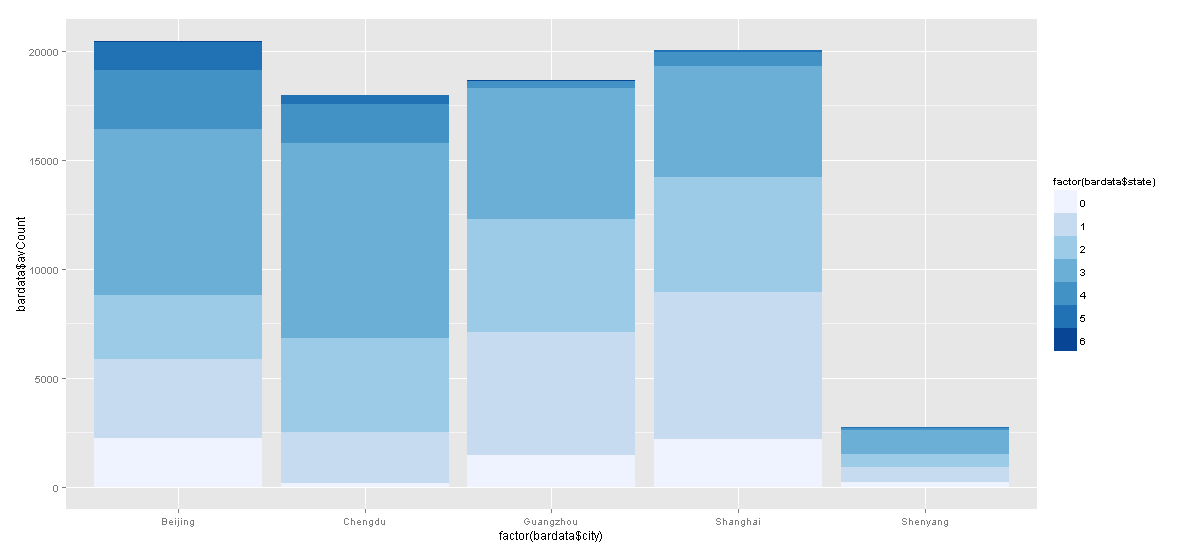 20000
15000
10000
5000
0
bardata$avCount
Beijing
Chengdu
Guangzhou
Shanghai
Shenyang
factor(bardata$city)
factor(bardata$state)
0
1
2
3
4
5
6